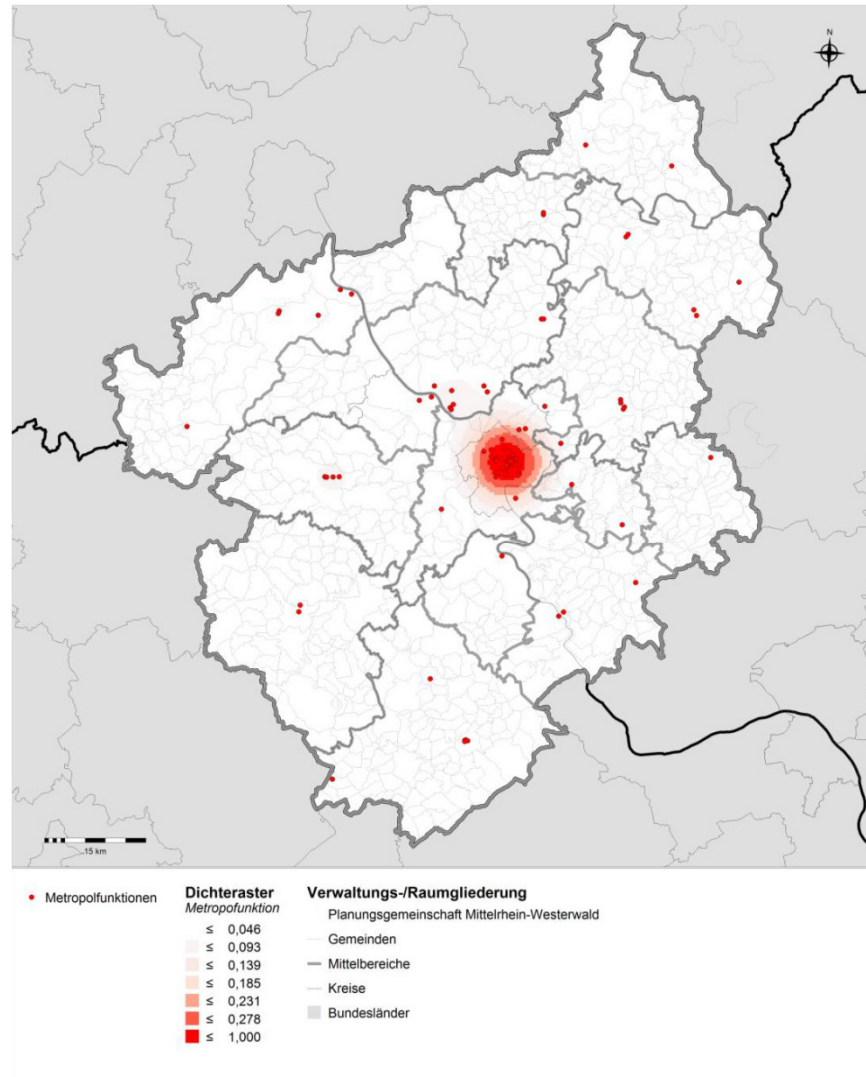 N
15 km
Metropolfunktionen
Dichteraster
Metropofunktion
≤ 0,046
≤ 0,093
≤ 0,139
≤ 0,185
≤ 0,231
≤ 0,278
≤ 1,000
Verwaltungs-/Raumgliederung
Planungsgemeinschaft Mittelrhein-Westerwald
Gemeinden
Mittelbereiche
Kreise
Bundesländer